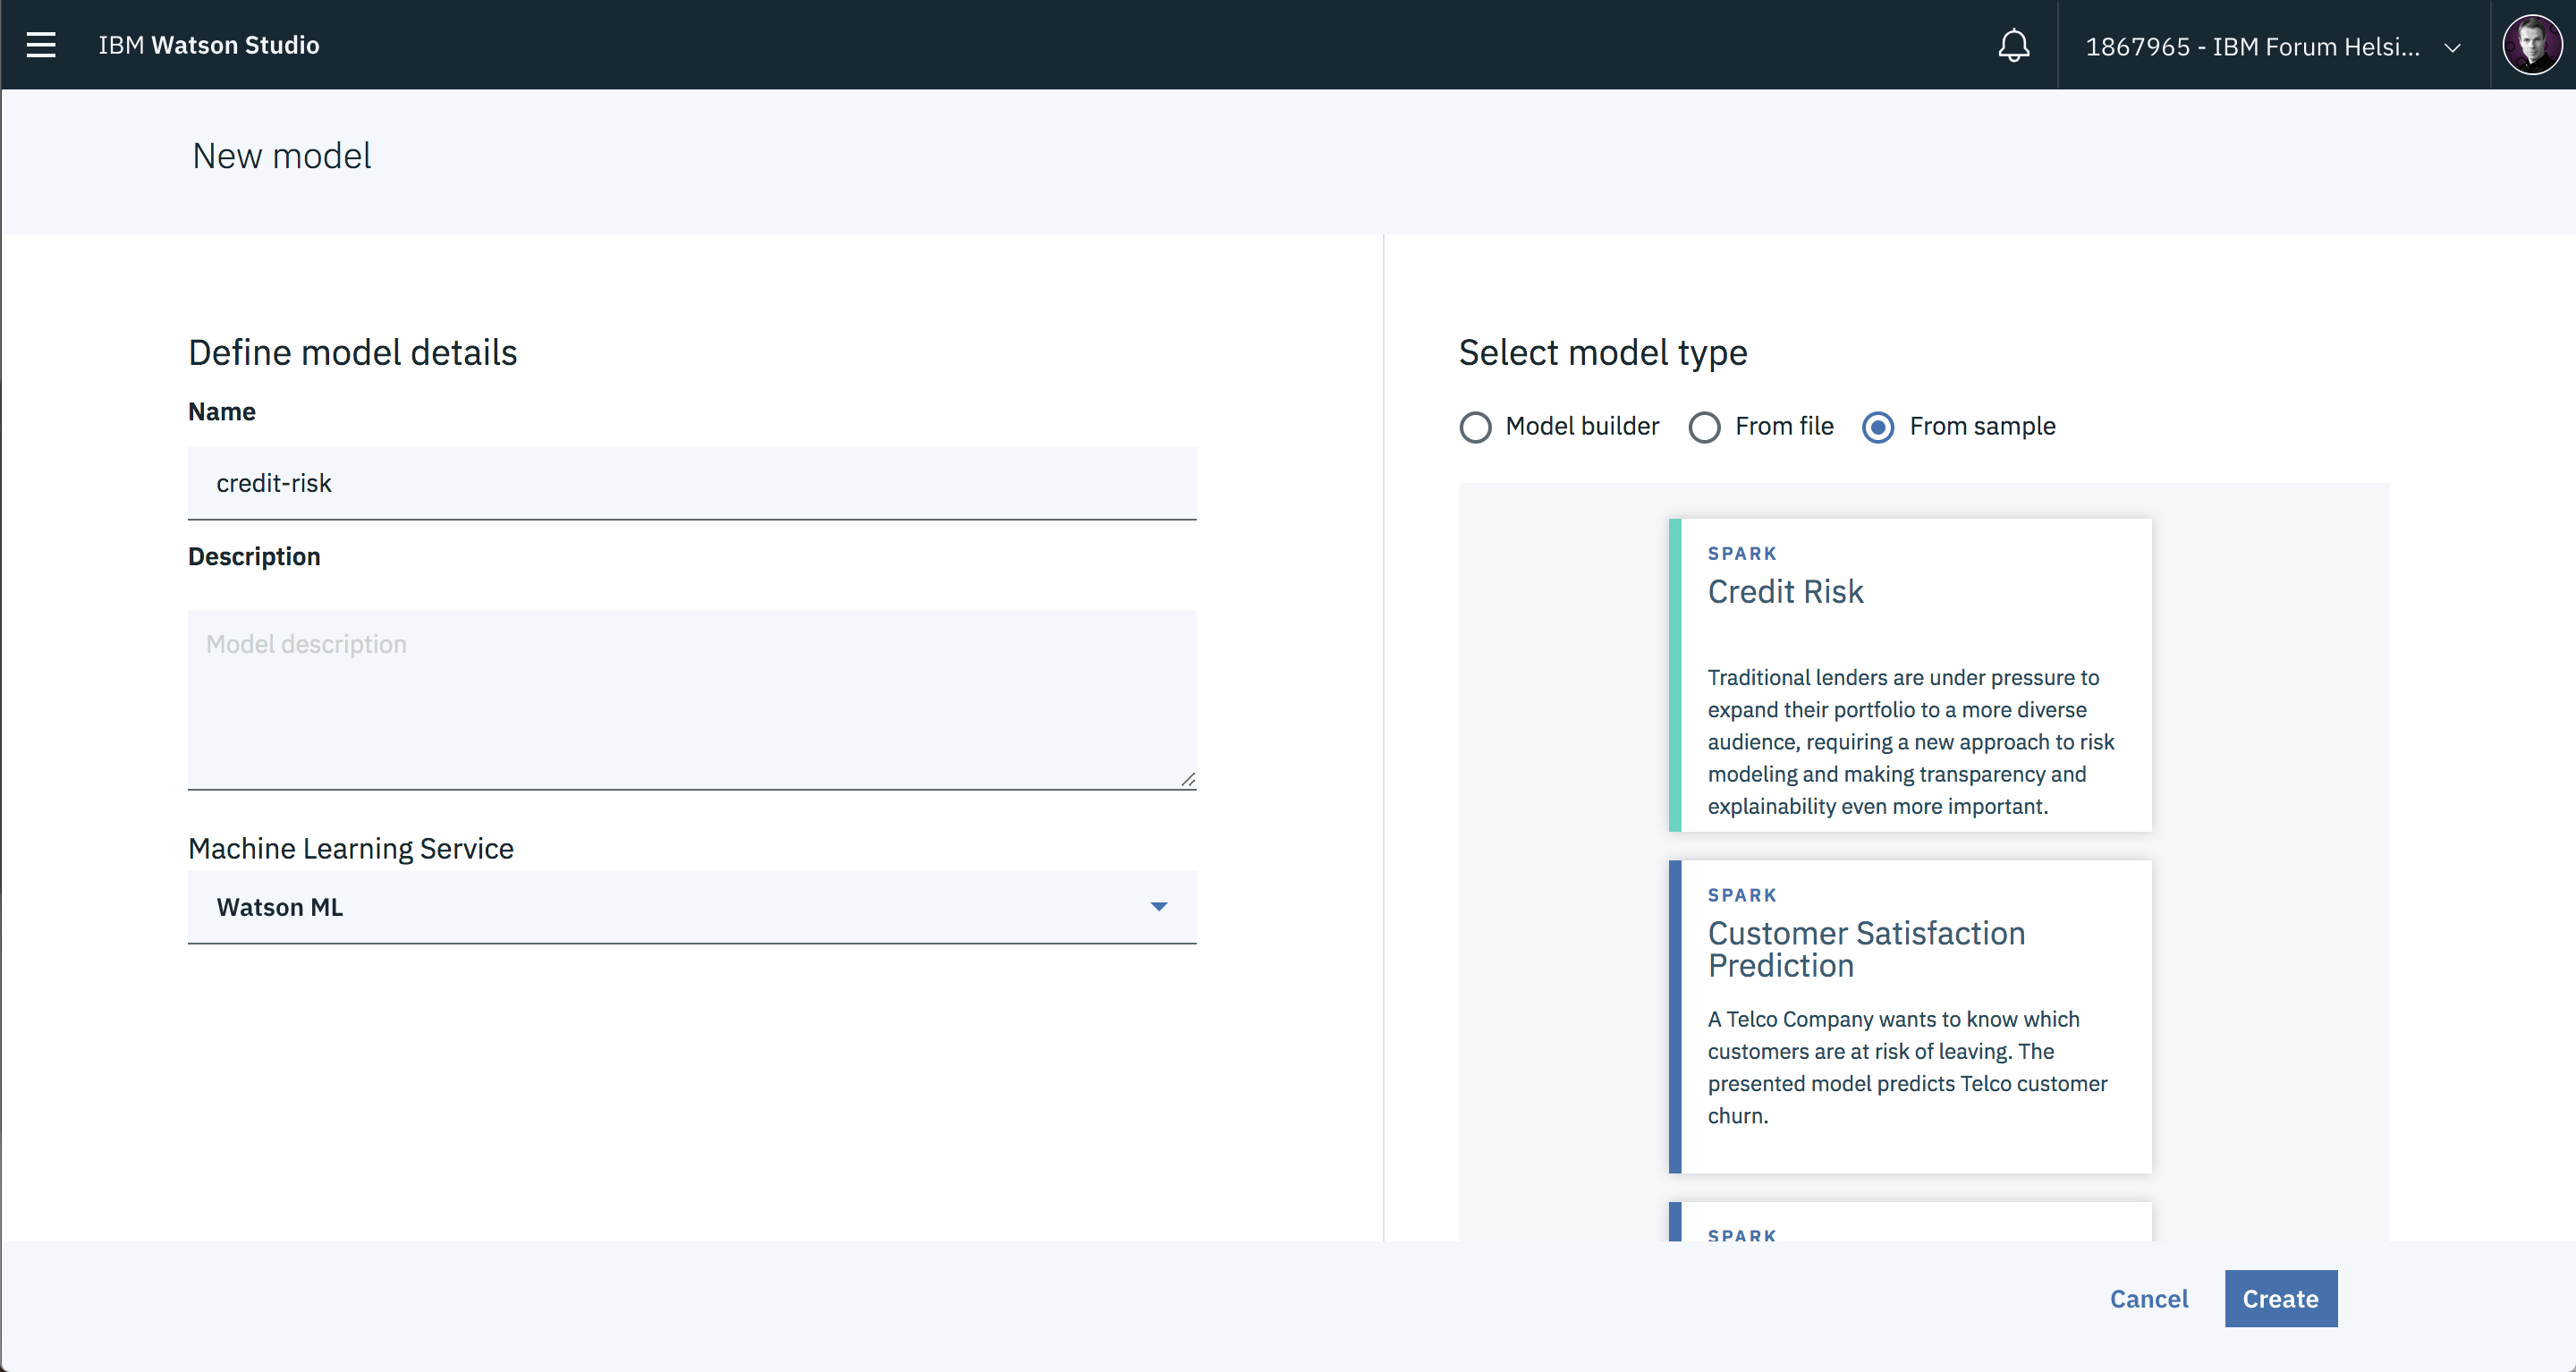 IBM Watson Studio
1867965 - IBM Forum Helsi...
New model
Define model details
Name
credit-risk
Description
Model description
Machine Learning Service
Watson ML
Select model type
Model builder From file From sample
SPARK
Credit Risk
Traditional lenders are under pressure to
expand their portfolio to a more diverse
audience, requiring a new approach to risk
modeling and making transparency and
explainability even more important.
SPARK
Customer Satisfaction
Prediction
A Telco Company wants to know which
customers are at risk of leaving. The
presented model predicts Telco customer
churn.
SPARK
Cancel Create